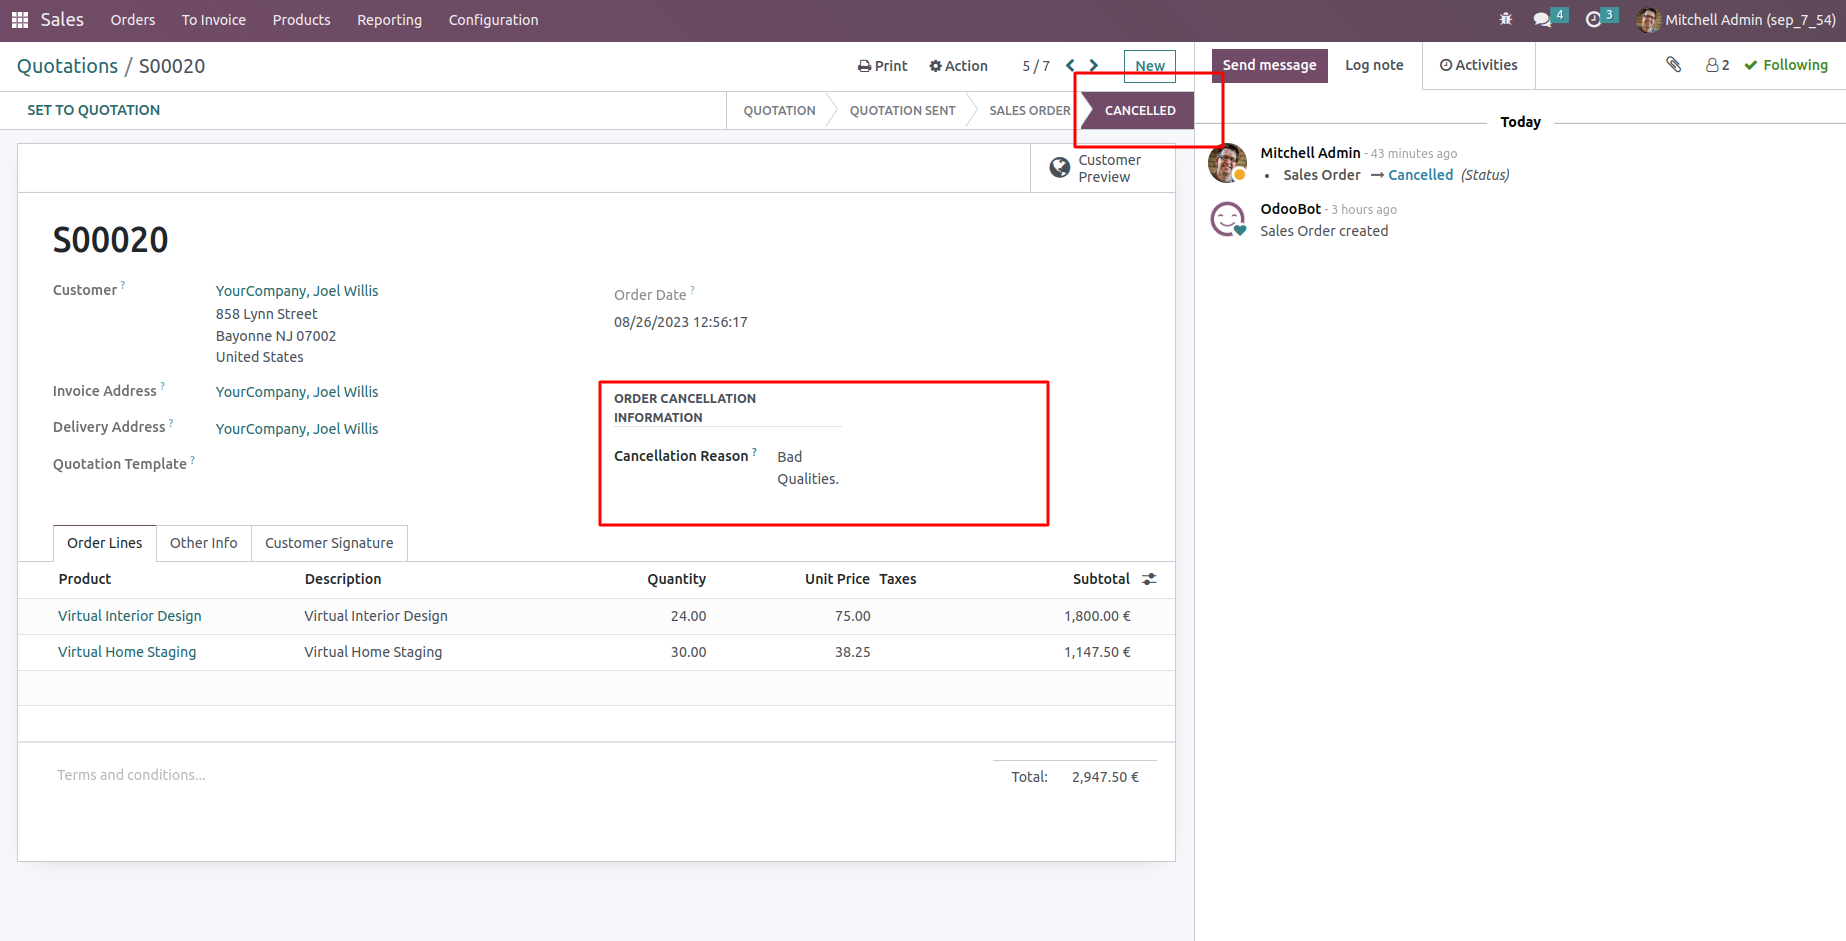 Sales Orders To Invoice Products Reporting Configuration 4 3 Mitchell Admin (sep_7_54)
Quotations / S00020 Print Action 5 / 7 New
SET TO QUOTATION QUOTATION QUOTATION SENT SALES ORDER CANCELLED
Customer
Preview
S00020
Customer ? YourCompany, Joel Willis
858 Lynn Street
Bayonne NJ 07002
United States
Order Date ?
08/26/2023 12:56:17
Invoice Address ? YourCompany, Joel Willis
Delivery Address ? YourCompany, Joel Willis
Quotation Template ?
ORDER CANCELLATION
INFORMATION
Cancellation Reason ? Bad
Qualities.
Order Lines Other Info Customer Signature
Product Description Quantity Unit Price Taxes Subtotal
Virtual Interior Design Virtual Interior Design 24.00 75.00 1,800.00 €
Virtual Home Staging Virtual Home Staging 30.00 38.25 1,147.50 €
Terms and conditions...
Total: 2,947.50 €
Send message Log note Activities 2 Following
Today
Mitchell Admin - 43 minutes ago
• Sales Order → Cancelled (Status)
OdooBot - 3 hours ago
Sales Order created